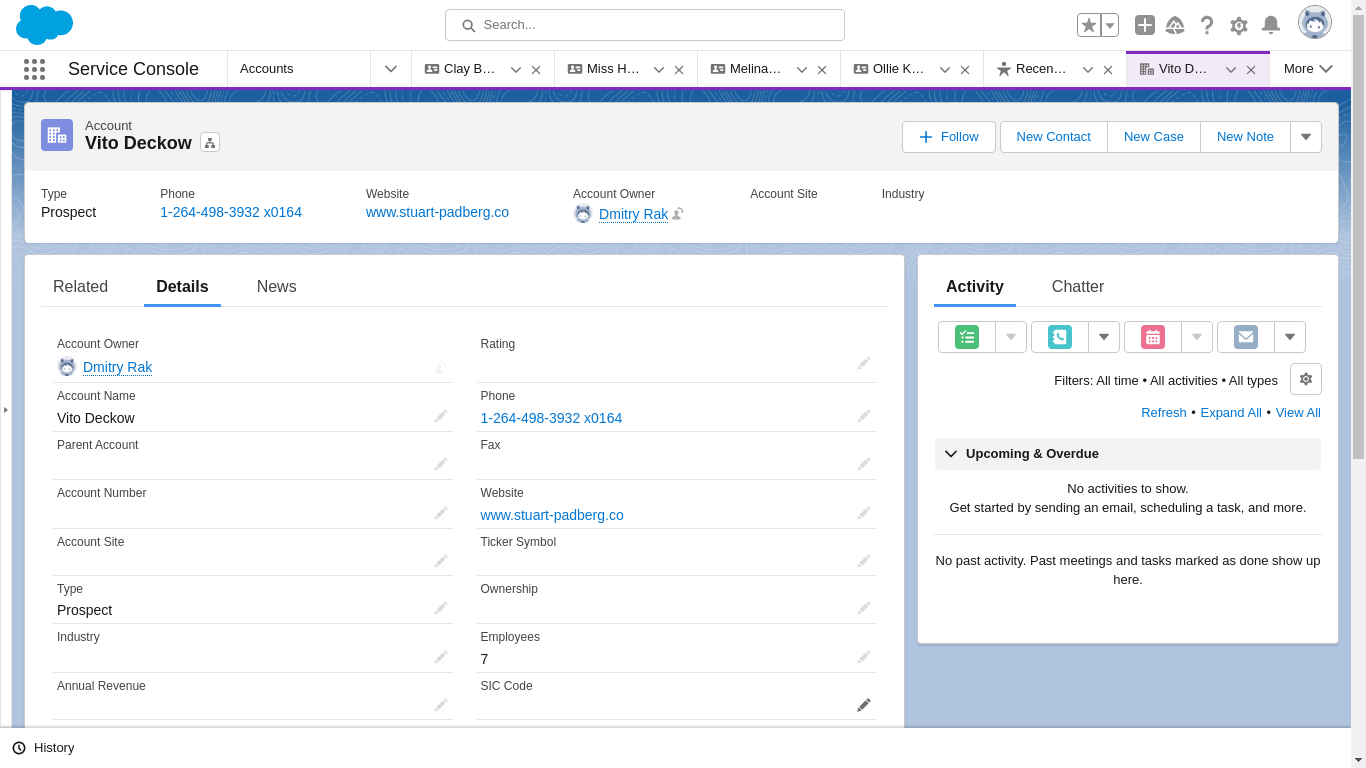 Search...
Service Console
Accounts
Clay B…
Miss H…
Melina…
Ollie K…
Recen…
Vito D…
More
Account
Vito Deckow
Follow
New Contact
New Case
New Note
Type
Phone
Website
Account Owner
Account Site
Industry
Prospect
1-264-498-3932 x0164
www.stuart-padberg.co
Dmitry Rak
Related
Details
News
Account Owner
Dmitry Rak
Rating
Account Name
Vito Deckow
Phone
1-264-498-3932 x0164
Parent Account
Fax
Account Number
Website
www.stuart-padberg.co
Account Site
Ticker Symbol
Type
Prospect
Ownership
Industry
Employees
7
Annual Revenue
SIC Code
Activity
Chatter
Filters: All time • All activities • All types
Refresh • Expand All • View All
Upcoming & Overdue
No activities to show.
Get started by sending an email, scheduling a task, and more.
No past activity. Past meetings and tasks marked as done show up
here.
History